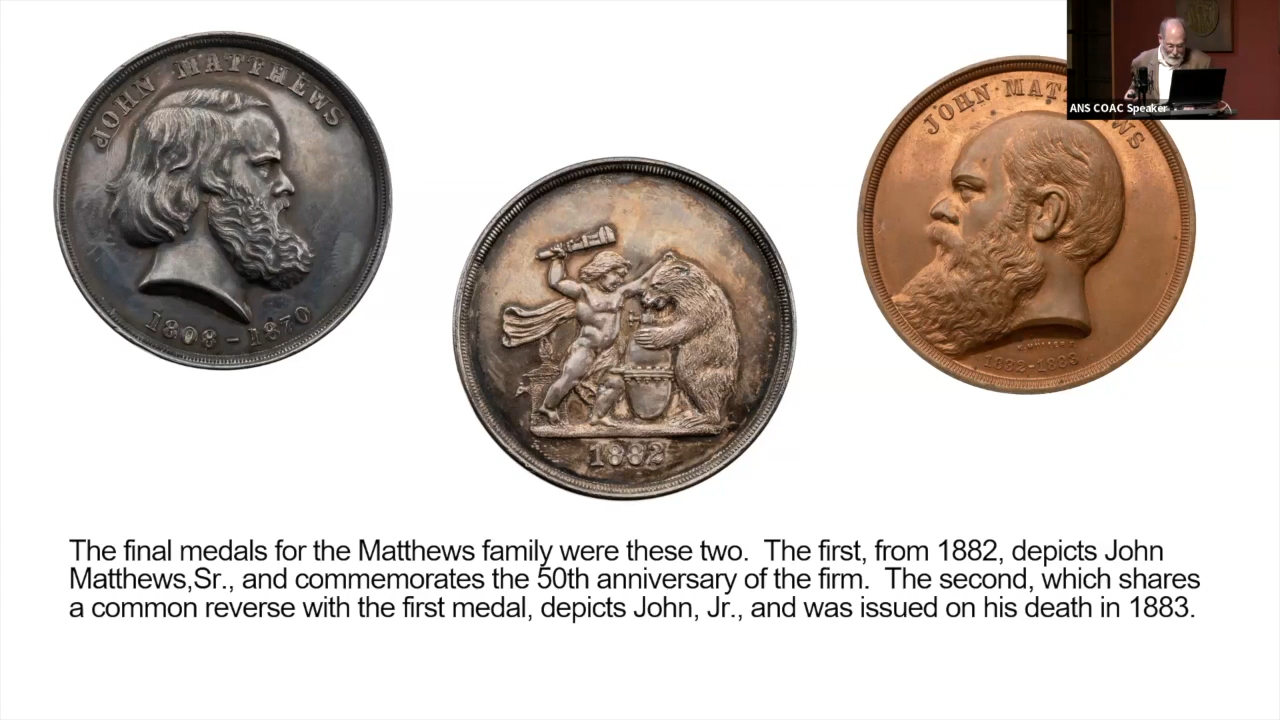 JOHN MATTHEWS
1808-1870
1882
JOHN·MAT WS
1832-1883
ANS COAC Speaker
The final medals for the Matthews family were these two. The first, from 1882, depicts John
Matthews,Sr., and commemorates the 50th anniversary of the firm. The second, which shares
a common reverse with the first medal, depicts John, Jr., and was issued on his death in 1883.